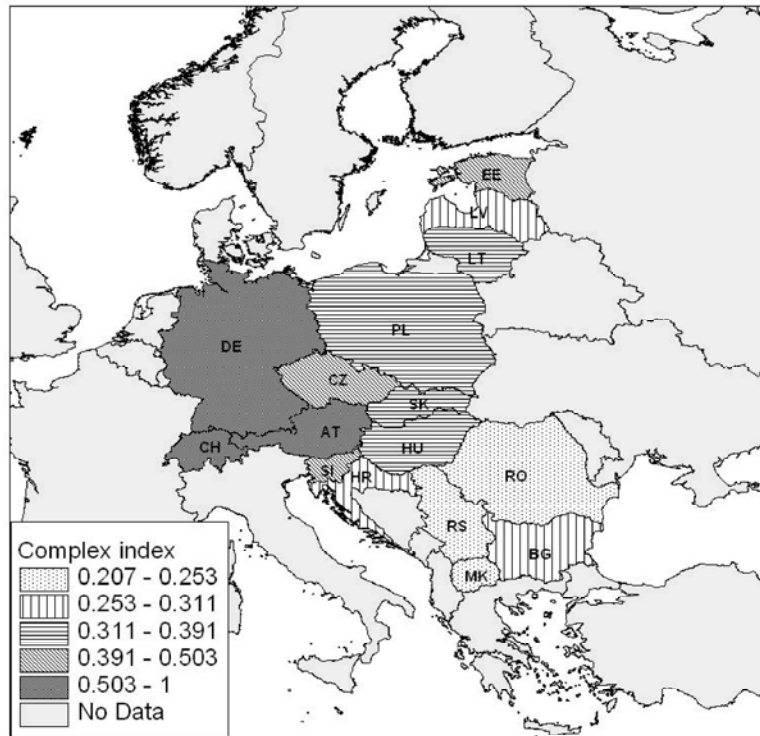 EE
LV
LT
PL
DE
CZ
SK
AT
CH
HU
SI
HR
RO
RS
BG
MK
Complex index
0.207 - 0.253
0.253 - 0.311
0.311 - 0.391
0.391 - 0.503
0.503 - 1
No Data